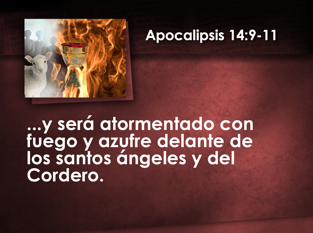 Apocalipsis 14:9-11
...y será atormentado con
fuego y azufre delante de
los santos ángeles y del
Cordero.